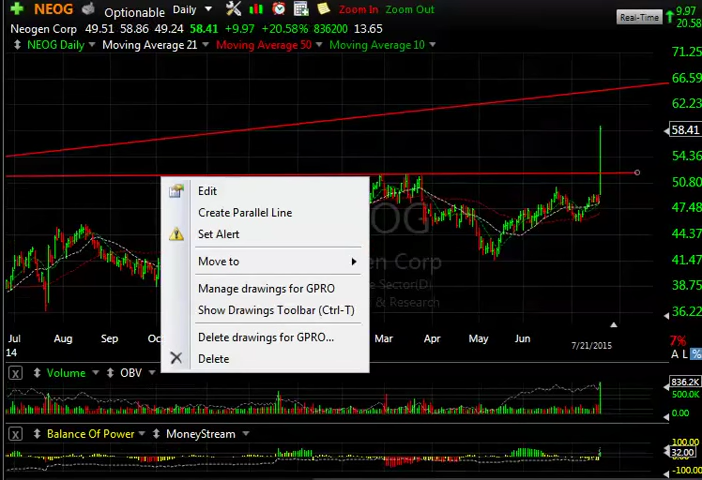 NEOG Optionable Daily Zoom In Zoom Out Real-Time 9.97
20.58
Neogen Corp 49.51 58.86 49.24 58.41 +9.97 +20.58% 836200 13.65
NEOG Daily Moving Average 21 Moving Average 50 Moving Average 10
71.25
66.59
62.23
58.41
54.36
50.80
47.48
44.37
41.47
38.75
36.22
Edit
Create Parallel Line
Set Alert
Move to
Manage drawings for GPRO
Show Drawings Toolbar (Ctrl-T)
Delete drawings for GPRO...
Delete
NEOG
gen Corp
Sector(D)
& Research
Jul Aug Sep Oct Mar Apr May Jun
14 7/21/2015
7%
A L %
X Volume OBV
836.2K
500.0K
0.00
X Balance Of Power MoneyStream
100.00
32.00
-100.00